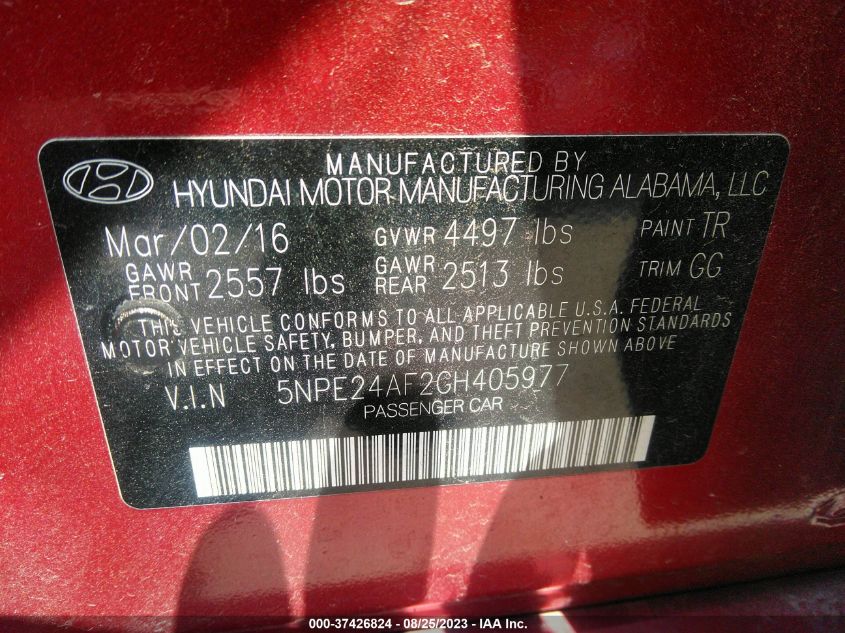 MANUFACTURED BY
HYUNDAI MOTOR MANUFACTURING ALABAMA, LLC
Mar/02/16 GVWR 4497 lbs PAINT TR
GAWR FRONT 2557 lbs GAWR REAR 2513 lbs TRIM GG
THIS VEHICLE CONFORMS TO ALL APPLICABLE U.S.A. FEDERAL
MOTOR VEHICLE SAFETY, BUMPER, AND THEFT PREVENTION STANDARDS
IN EFFECT ON THE DATE OF MANUFACTURE SHOWN ABOVE
V.I.N 5NPE24AF2GH405977
PASSENGER CAR
000-37426824 - 08/25/2023 - IAA Inc.